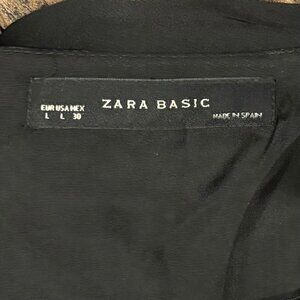 ZARA BASIC
EUR USA MEX
L L 30
MADE IN SPAIN